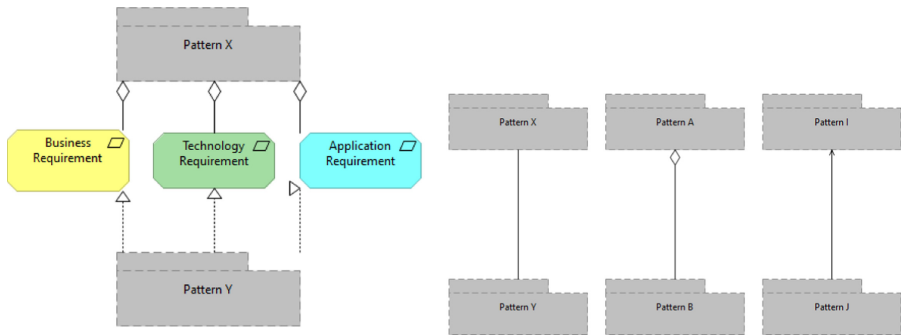 Pattern X
Business
Requirement
Technology
Requirement
Application
Requirement
Pattern Y
Pattern X
Pattern A
Pattern I
Pattern Y
Pattern B
Pattern J